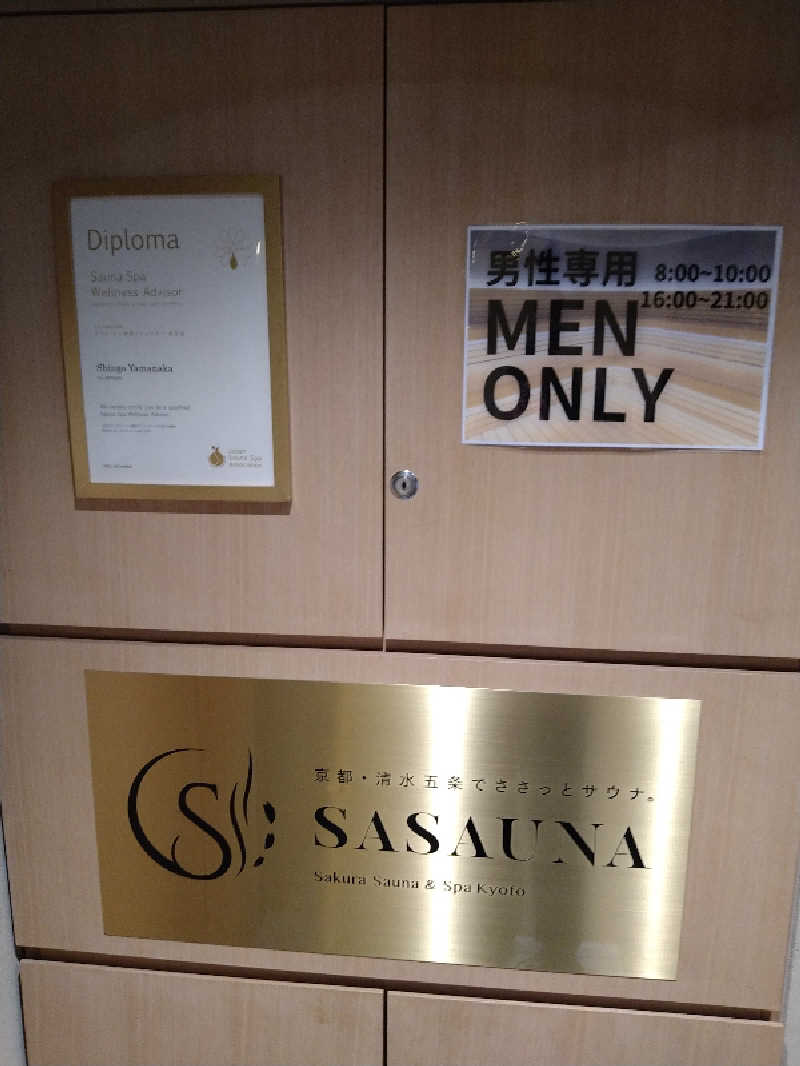 Diploma
Sauna Spa
Wellness Advisor
Shingo Yamanaka
男性専用 8:00~10:00
16:00~21:00
MEN
ONLY
S
京都・清水五条でささっとサウナ。
SASAUNA
Sakura Sauna & Spa Kyoto